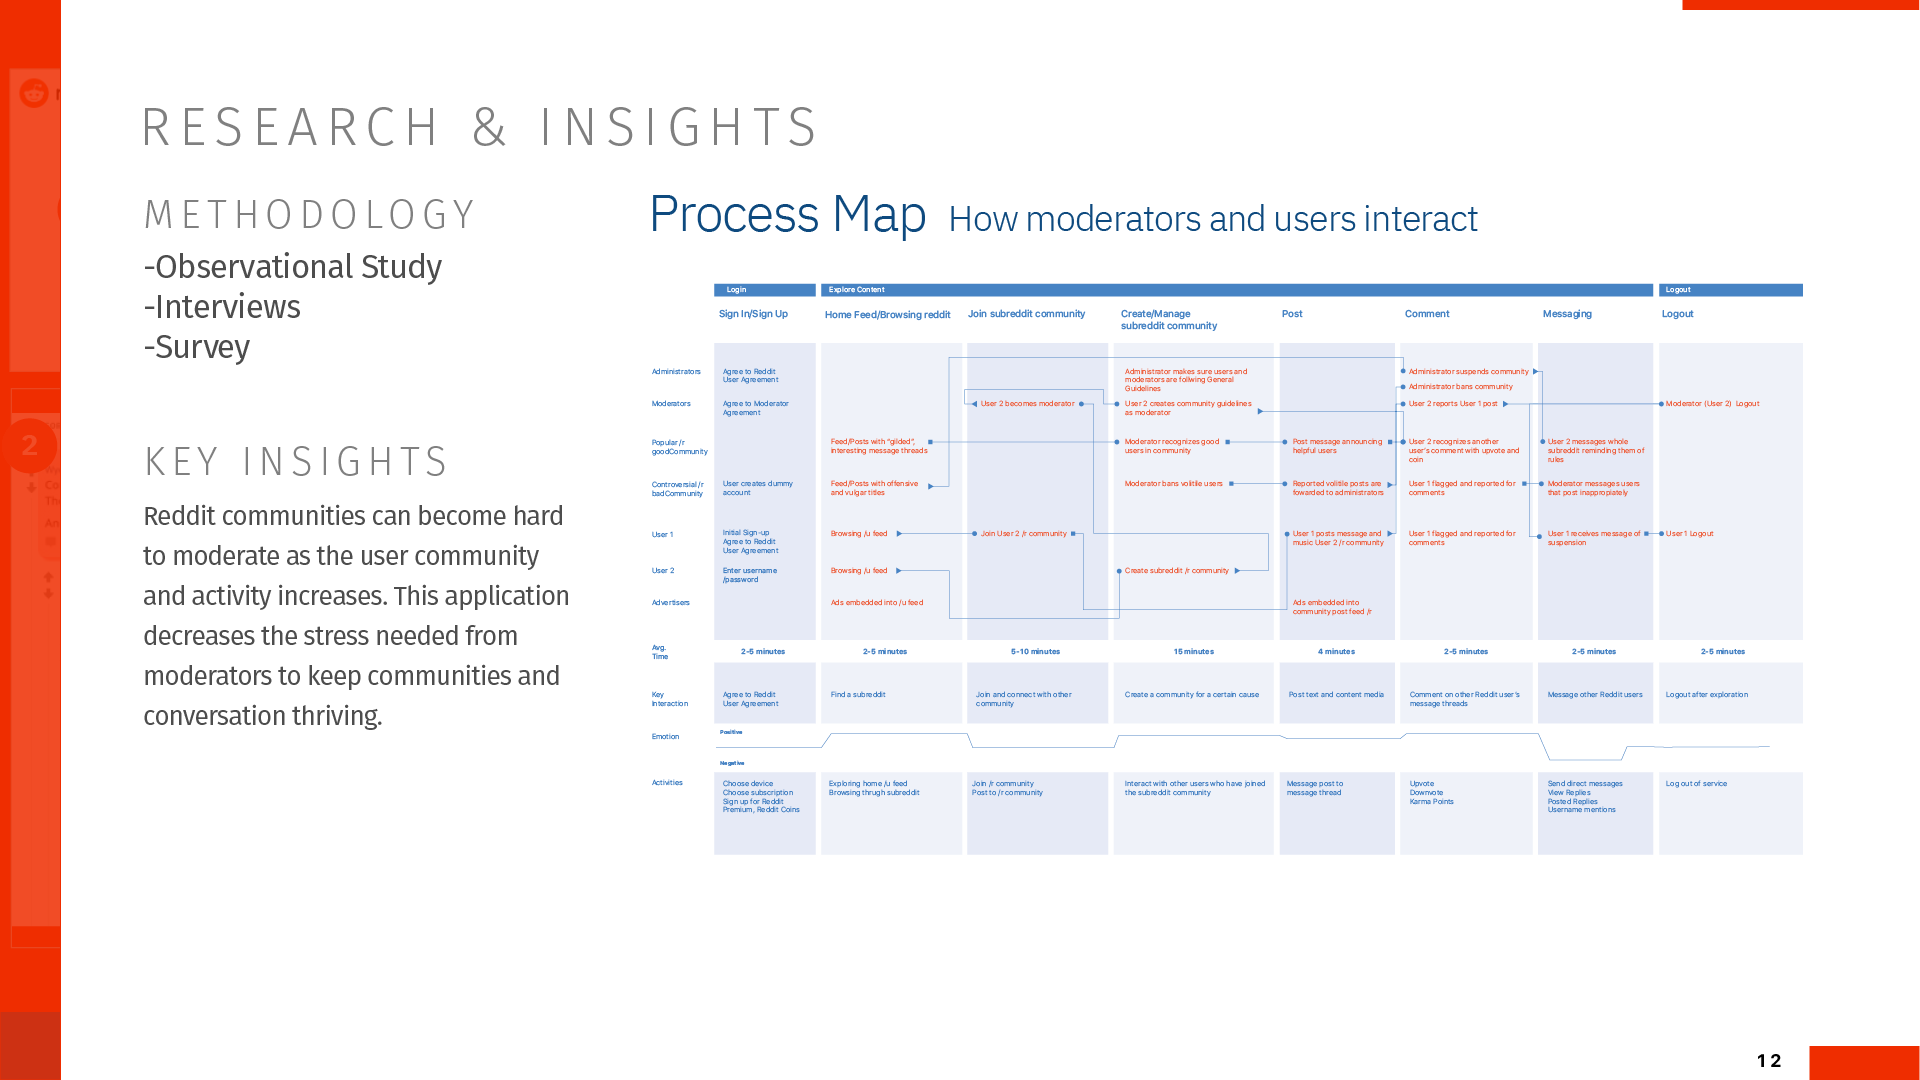 RESEARCH & INSIGHTS
METHODOLOGY
-Observational Study
-Interviews
-Survey
KEY INSIGHTS
Reddit communities can become hard
to moderate as the user community
and activity increases. This application
decreases the stress needed from
moderators to keep communities and
conversation thriving.
2
Process Map How moderators and users interact
Login
Explore Content
Logout
Sign In/Sign Up
Home Feed/Browsing reddit
Join subreddit community
Create/Manage
subreddit community
Post
Comment
Messaging
Logout
Administrators
Agree to Reddit
User Agreement
Administrator makes sure users and
moderators are follwing General
Guidelines
Administrator suspends community
Administrator bans community
Moderators
Agree to Moderator
Agreement
User 2 becomes moderator
User 2 creates community guidelines
as moderator
User 2 reports User 1 post
Moderator (User 2) Logout
Popular /r
goodCommunity
Feed/Posts with "gilded",
interesting message threads
Moderator recognizes good
users in community
Post message announcing
helpful users
User 2 recognizes another
user's comment with upvote and
coin
User 2 messages whole
subreddit reminding them of
rules
Controversial /r
badCommunity
User creates dummy
account
Feed/Posts with offensive
and vulgar titles
Moderator bans volitile users
Reported volitile posts are
fowarded to administrators
User 1 flagged and reported for
comments
Moderator messages users
that post inappropiately
User 1
Initial Sign-up
Agree to Reddit
User Agreement
Browsing /u feed
Join User 2 /r community
User 1 posts message and
music User 2 /r community
User 1 flagged and reported for
comments
User 1 receives message of
suspension
User 1 Logout
User 2
Enter username
/password
Browsing /u feed
Create subreddit /r community
Advertisers
Ads embedded into /u feed
Ads embedded into
community post feed /r
Avg.
Time
2-5 minutes
2-5 minutes
5-10 minutes
15 minutes
4 minutes
2-5 minutes
2-5 minutes
2-5 minutes
Key
Interaction
Agree to Reddit
User Agreement
Find a subreddit
Join and connect with other
community
Create a community for a certain cause
Post text and content media
Comment on other Reddit user's
message threads
Message other Reddit users
Logout after exploration
Emotion
Positive
Negative
Activities
Choose device
Choose subscription
Sign up for Reddit
Premium, Reddit Coins
Exploring home /u feed
Browsing thrugh subreddit
Join /r community
Post to /r community
Interact with other users who have joined
the subreddit community
Message post to
message thread
Upvote
Downvote
Karma Points
Send direct messages
View Replies
Posted Replies
Username mentions
Log out of service
12